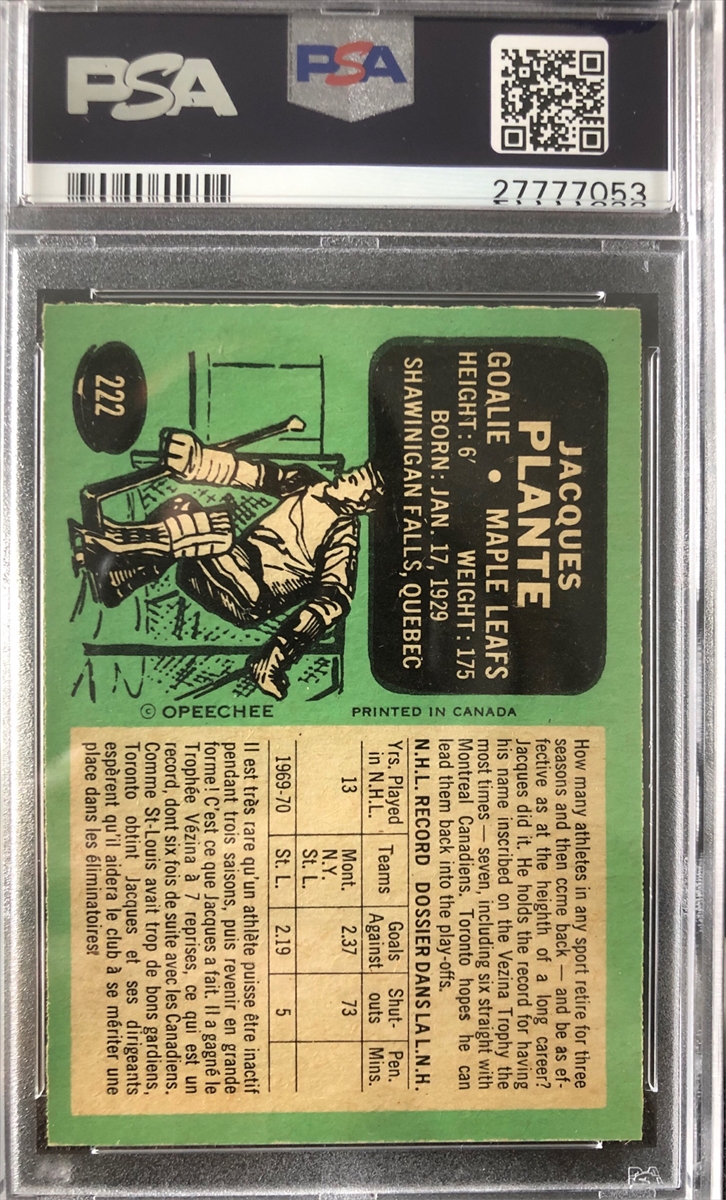 PSA
PSA
27777053
JACQUES
PLANTE
GOALIE • MAPLE LEAFS
HEIGHT: 6' WEIGHT: 175
BORN: JAN. 17, 1929
SHAWINIGAN FALLS, QUEBEC
222
© OPEECHEE PRINTED IN CANADA
How many athletes in any sport retire for three
seasons and then come back — and be as ef-
fective as at the heighth of a long career?
Jacques did it. He holds the record for having
his name inscribed on the Vezina Trophy the
most times — seven, including six straight with
Montreal Canadiens. Toronto hopes he can
lead them back into the play-offs.
N.H.L. RECORD DOSSIER DANS LA L.N.H.
Yrs. Played Teams Goals Shut- Pen.
in N.H.L. Against outs Mins.
13 Mont. 2.37 73
N.Y.
St. L.
1969-70 St. L. 2.19 5
Il est très rare qu'un athlète puisse être inactif
pendant trois saisons, puis revenir en grande
forme! C'est ce que Jacques a fait. Il a gagné le
Trophée Vézina à 7 reprises, ce qui est un
record, dont six fois de suite avec les Canadiens.
Comme St-Louis avait trop de bons gardiens,
Toronto obtint Jacques et ses dirigeants
espèrent qu'il aidera le club à se mériter une
place dans les éliminatoires!
PSA